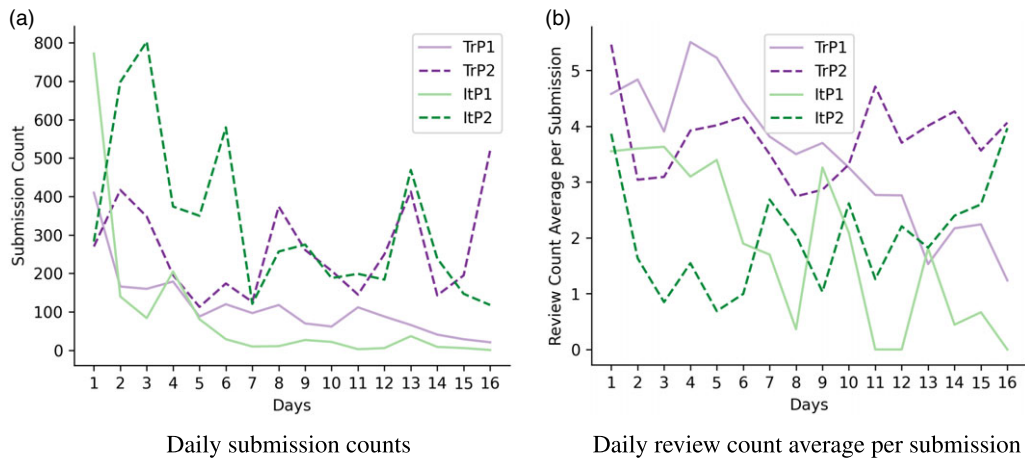 (a)
800
700
600
500
400
300
200
100
0
Submission Count
1 2 3 4 5 6 7 8 9 10 11 12 13 14 15 16
Days
TrP1
TrP2
ItP1
ItP2
Daily submission counts
(b)
5
4
3
2
1
0
Review Count Average per Submission
1 2 3 4 5 6 7 8 9 10 11 12 13 14 15 16
Days
TrP1
TrP2
ItP1
ItP2
Daily review count average per submission